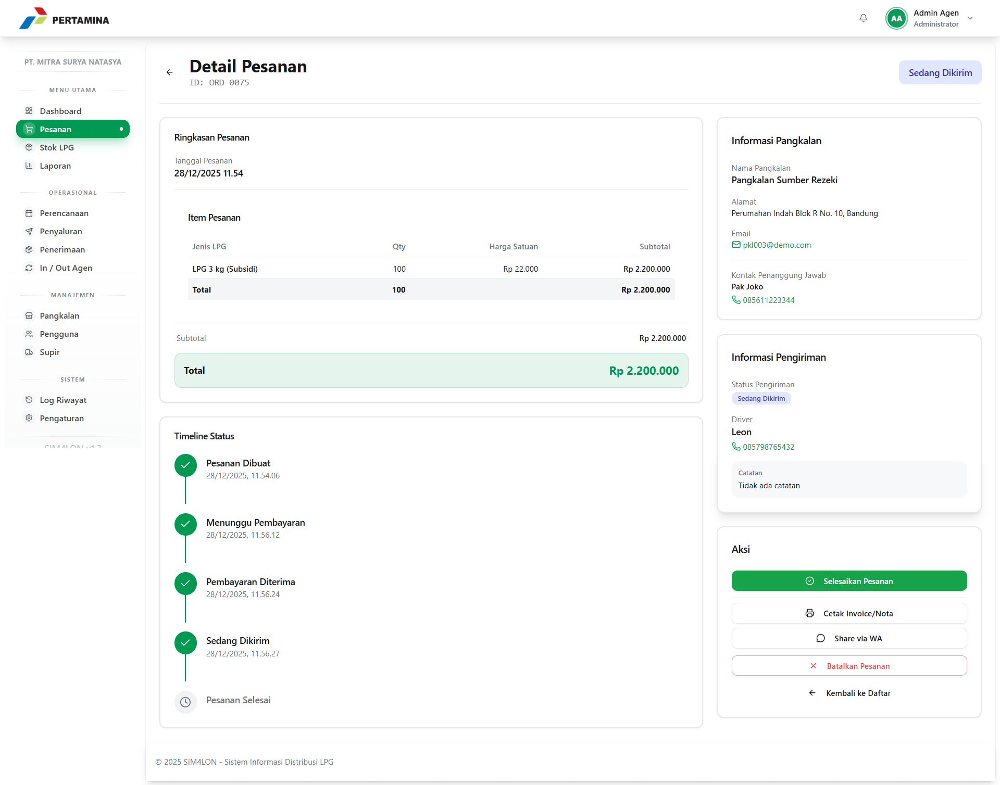 PERTAMINA
AA
Admin Agen
Administrator
PT. MITRA SURYA NATASYA
MENU UTAMA
Dashboard
Pesanan
Stok LPG
Laporan
OPERASIONAL
Perencanaan
Penyaluran
Penerimaan
In / Out Agen
MANAJEMEN
Pangkalan
Pengguna
Supir
SISTEM
Log Riwayat
Pengaturan
Detail Pesanan
ID: ORD-0075
Sedang Dikirim
Ringkasan Pesanan
Tanggal Pesanan
28/12/2025 11.54
Item Pesanan
Jenis LPG Qty Harga Satuan Subtotal
LPG 3 kg (Subsidi) 100 Rp 22.000 Rp 2.200.000
Total 100 Rp 2.200.000
Subtotal Rp 2.200.000
Total Rp 2.200.000
Timeline Status
Pesanan Dibuat
28/12/2025, 11.54.06
Menunggu Pembayaran
28/12/2025, 11.56.12
Pembayaran Diterima
28/12/2025, 11.56.24
Sedang Dikirim
28/12/2025, 11.56.27
Pesanan Selesai
Informasi Pangkalan
Nama Pangkalan
Pangkalan Sumber Rezeki
Alamat
Perumahan Indah Blok R No. 10, Bandung
Email
pkl003@demo.com
Kontak Penanggung Jawab
Pak Joko
085611223344
Informasi Pengiriman
Status Pengiriman
Sedang Dikirim
Driver
Leon
085798765432
Catatan
Tidak ada catatan
Aksi
Selesaikan Pesanan
Cetak Invoice/Nota
Share via WA
Batalkan Pesanan
Kembali ke Daftar
© 2025 SIM4LON - Sistem Informasi Distribusi LPG